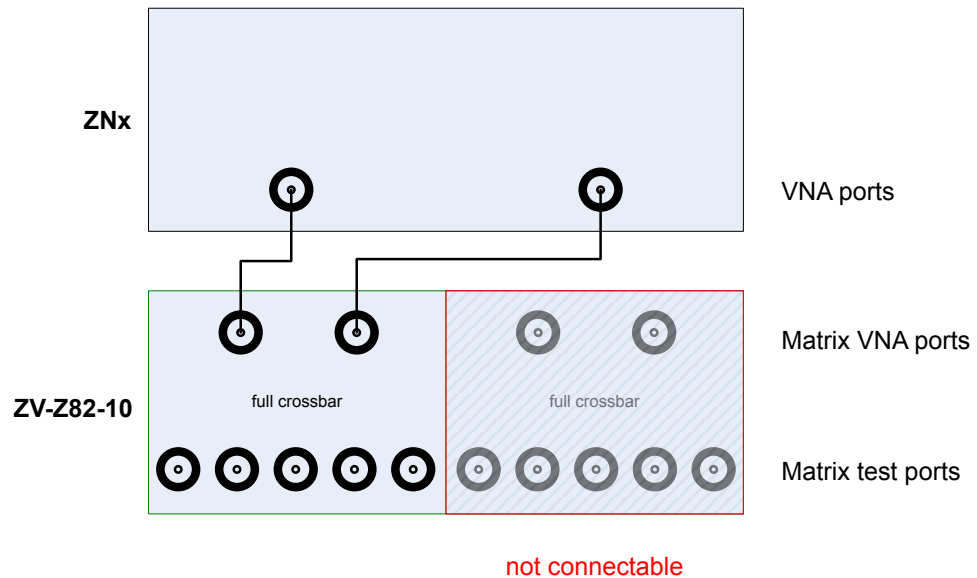 ZNx
VNA ports
Matrix VNA ports
full crossbar
full crossbar
ZV-Z82-10
Matrix test ports
not connectable